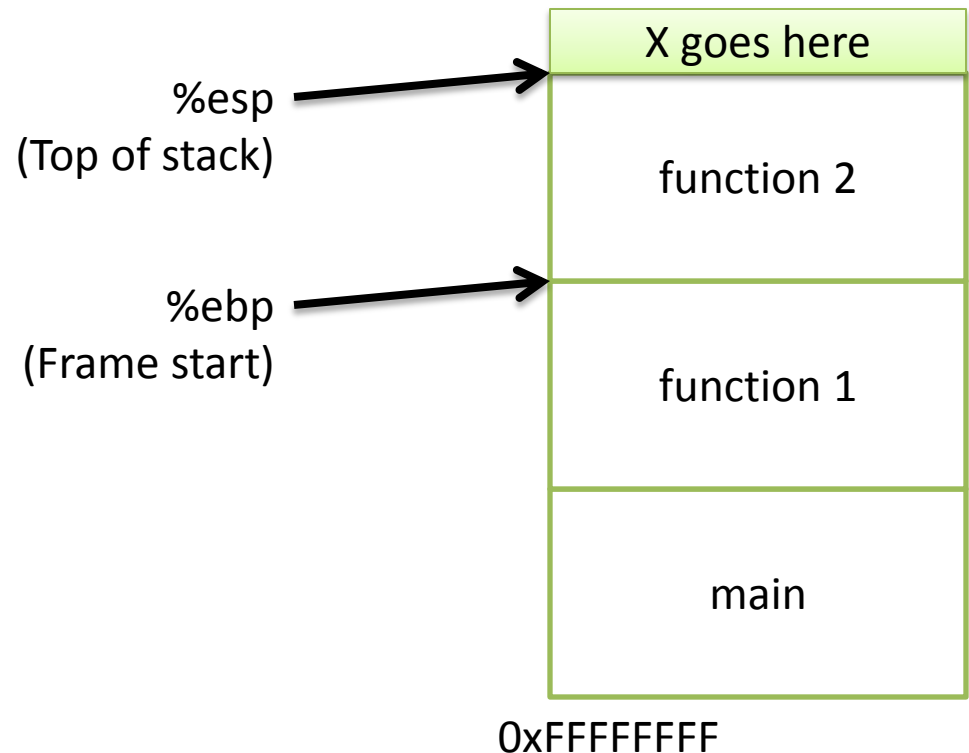 X goes here
%esp
(Top of stack)
function 2
%ebp
(Frame start)
function 1
main
0xFFFFFFFF